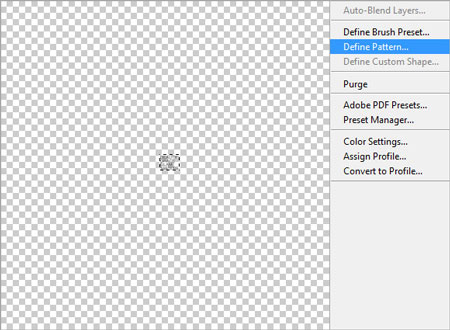 Auto-Blend Layers...
Define Brush Preset...
Define Pattern...
Define Custom Shape...
Purge
Adobe PDF Presets...
Preset Manager...
Color Settings...
Assign Profile...
Convert to Profile...